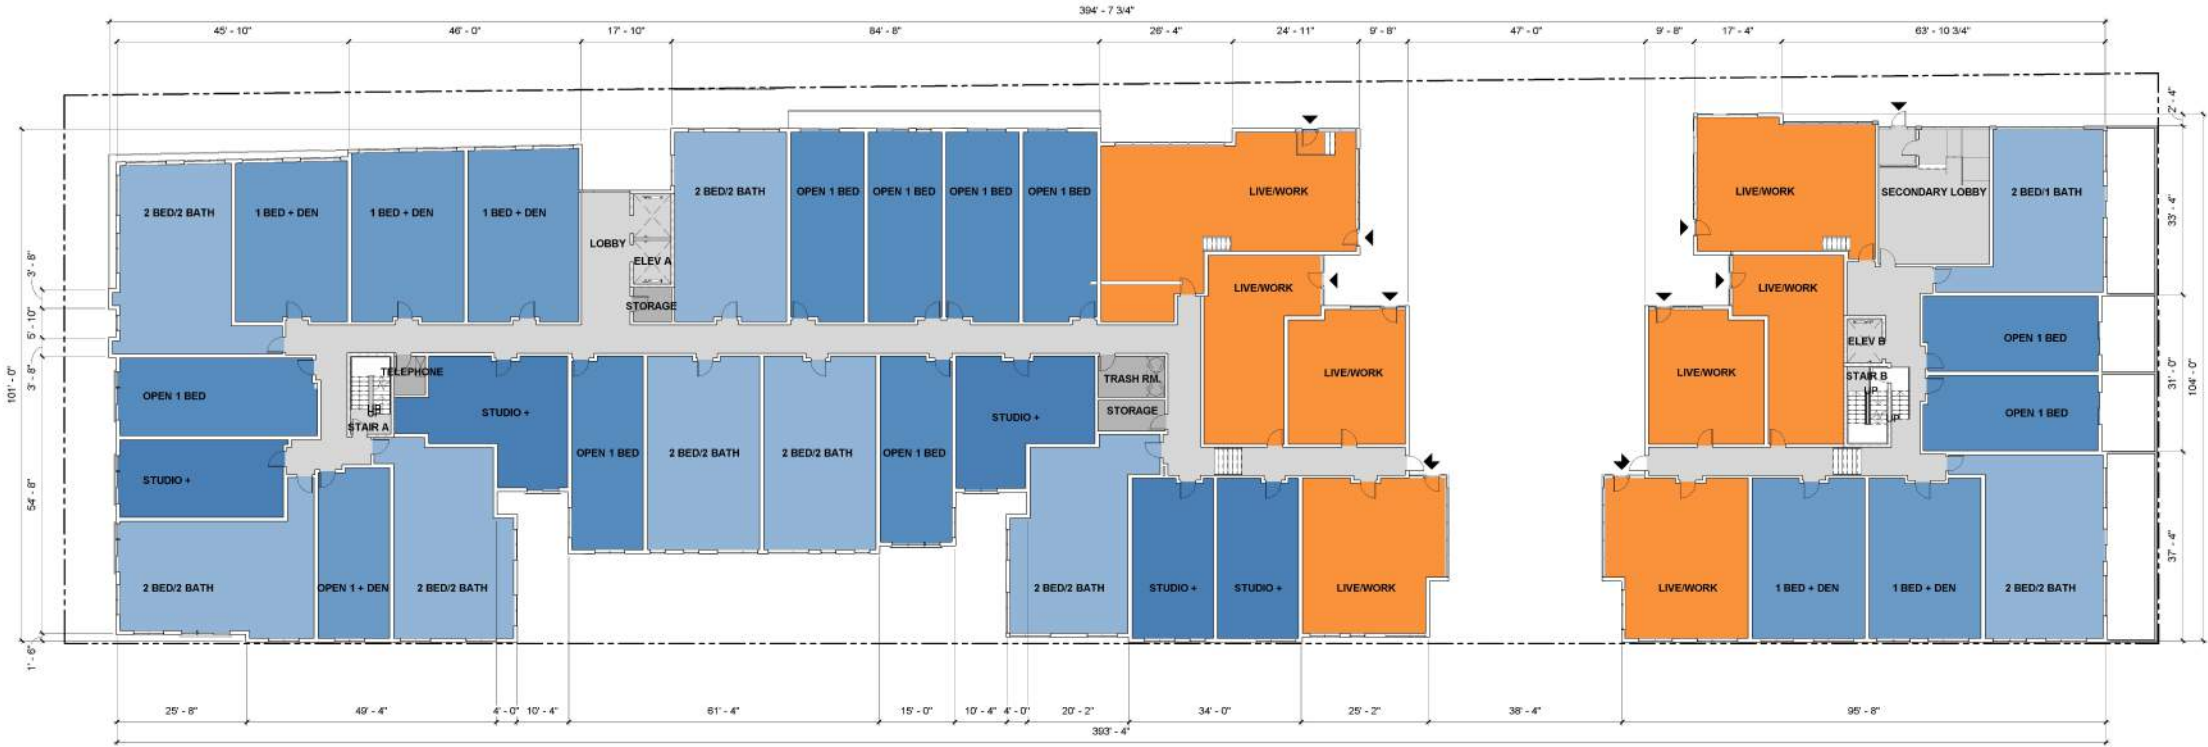 394' - 7 3/4"
45' - 10" 46' - 0" 17' - 10" 84' - 8" 26' - 4" 24' - 11" 9' - 8" 47' - 0" 9' - 8" 17' - 4" 63' - 10 3/4"
2' - 4"
2 BED/2 BATH 1 BED + DEN 1 BED + DEN 1 BED + DEN
2 BED/2 BATH OPEN 1 BED OPEN 1 BED OPEN 1 BED OPEN 1 BED LIVE/WORK
LIVE/WORK SECONDARY LOBBY 2 BED/1 BATH
33' - 4"
LOBBY
ELEV A
STORAGE
3' - 8"
5' - 10"
3' - 8"
101' - 0"
LIVE/WORK
LIVE/WORK
OPEN 1 BED
ELEV B
TELEPHONE
TRASH RM.
LIVE/WORK
LIVE/WORK
STAIR B
UP
UP
31' - 0"
104' - 0"
OPEN 1 BED
UP
UP
STAIR A
STUDIO +
STORAGE
STUDIO +
OPEN 1 BED
OPEN 1 BED 2 BED/2 BATH 2 BED/2 BATH OPEN 1 BED
STUDIO +
54' - 8"
37' - 4"
2 BED/2 BATH OPEN 1 + DEN 2 BED/2 BATH
2 BED/2 BATH STUDIO + STUDIO + LIVE/WORK
LIVE/WORK 1 BED + DEN 1 BED + DEN 2 BED/2 BATH
1' - 6"
25' - 8" 49' - 4" 4' - 0" 10' - 4" 61' - 4" 15' - 0" 10' - 4" 4' - 0" 20' - 2" 34' - 0" 25' - 2" 38' - 4" 95' - 8"
393' - 4"